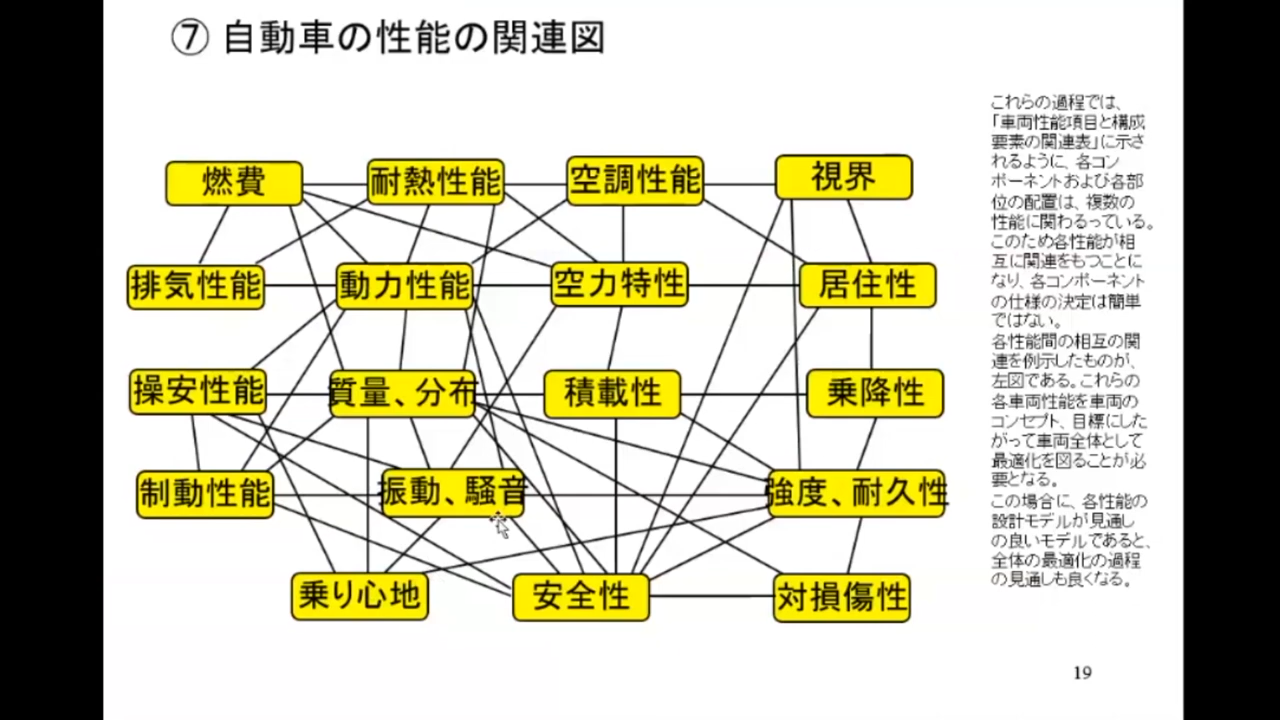 ⑦ 自動車の性能の関連図
燃費
耐熱性能
空調性能
視界
排気性能
動力性能
空力特性
居住性
操安性能
質量、分布
積載性
乗降性
制動性能
振動、騒音
強度、耐久性
乗り心地
安全性
対損傷性
これらの過程では、
「車両性能項目と構成
要素の関連表」に示さ
れるように、各コン
ポーネントおよび各部
位の配置は、複数の
性能に関わるっている。
このため各性能が相
互に関連をもつことに
なり、各コンポーネント
の仕様の決定は簡単
ではない。
各性能間の相互の関
連を例示したものが、
左図である。これらの
各車両性能を車両の
コンセプト、目標にした
がって車両全体として
最適化を図ることが必
要となる。
この場合に、各性能の
設計モデルが見通し
の良いモデルであると、
全体の最適化の過程
の見通しも良くなる。
19